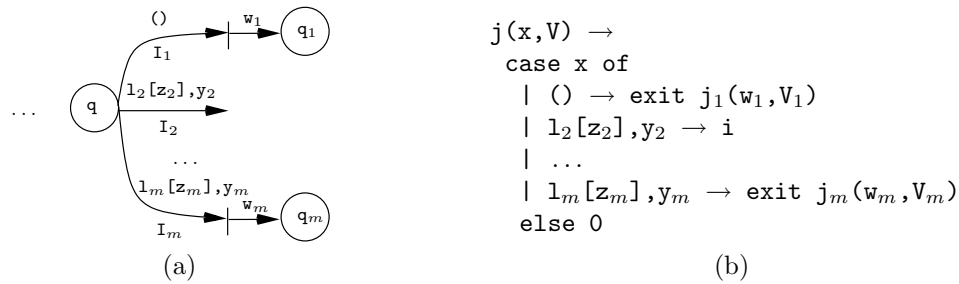 ()
w₁
q₁
I₁
l₂[z₂],y₂
...
q
I₂
...
lₘ[zₘ],yₘ
wₘ
qₘ
Iₘ
(a)
j(x,V) →
case x of
| () → exit j₁(w₁,V₁)
| l₂[z₂],y₂ → i
| ...
| lₘ[zₘ],yₘ → exit jₘ(wₘ,Vₘ)
else 0
(b)